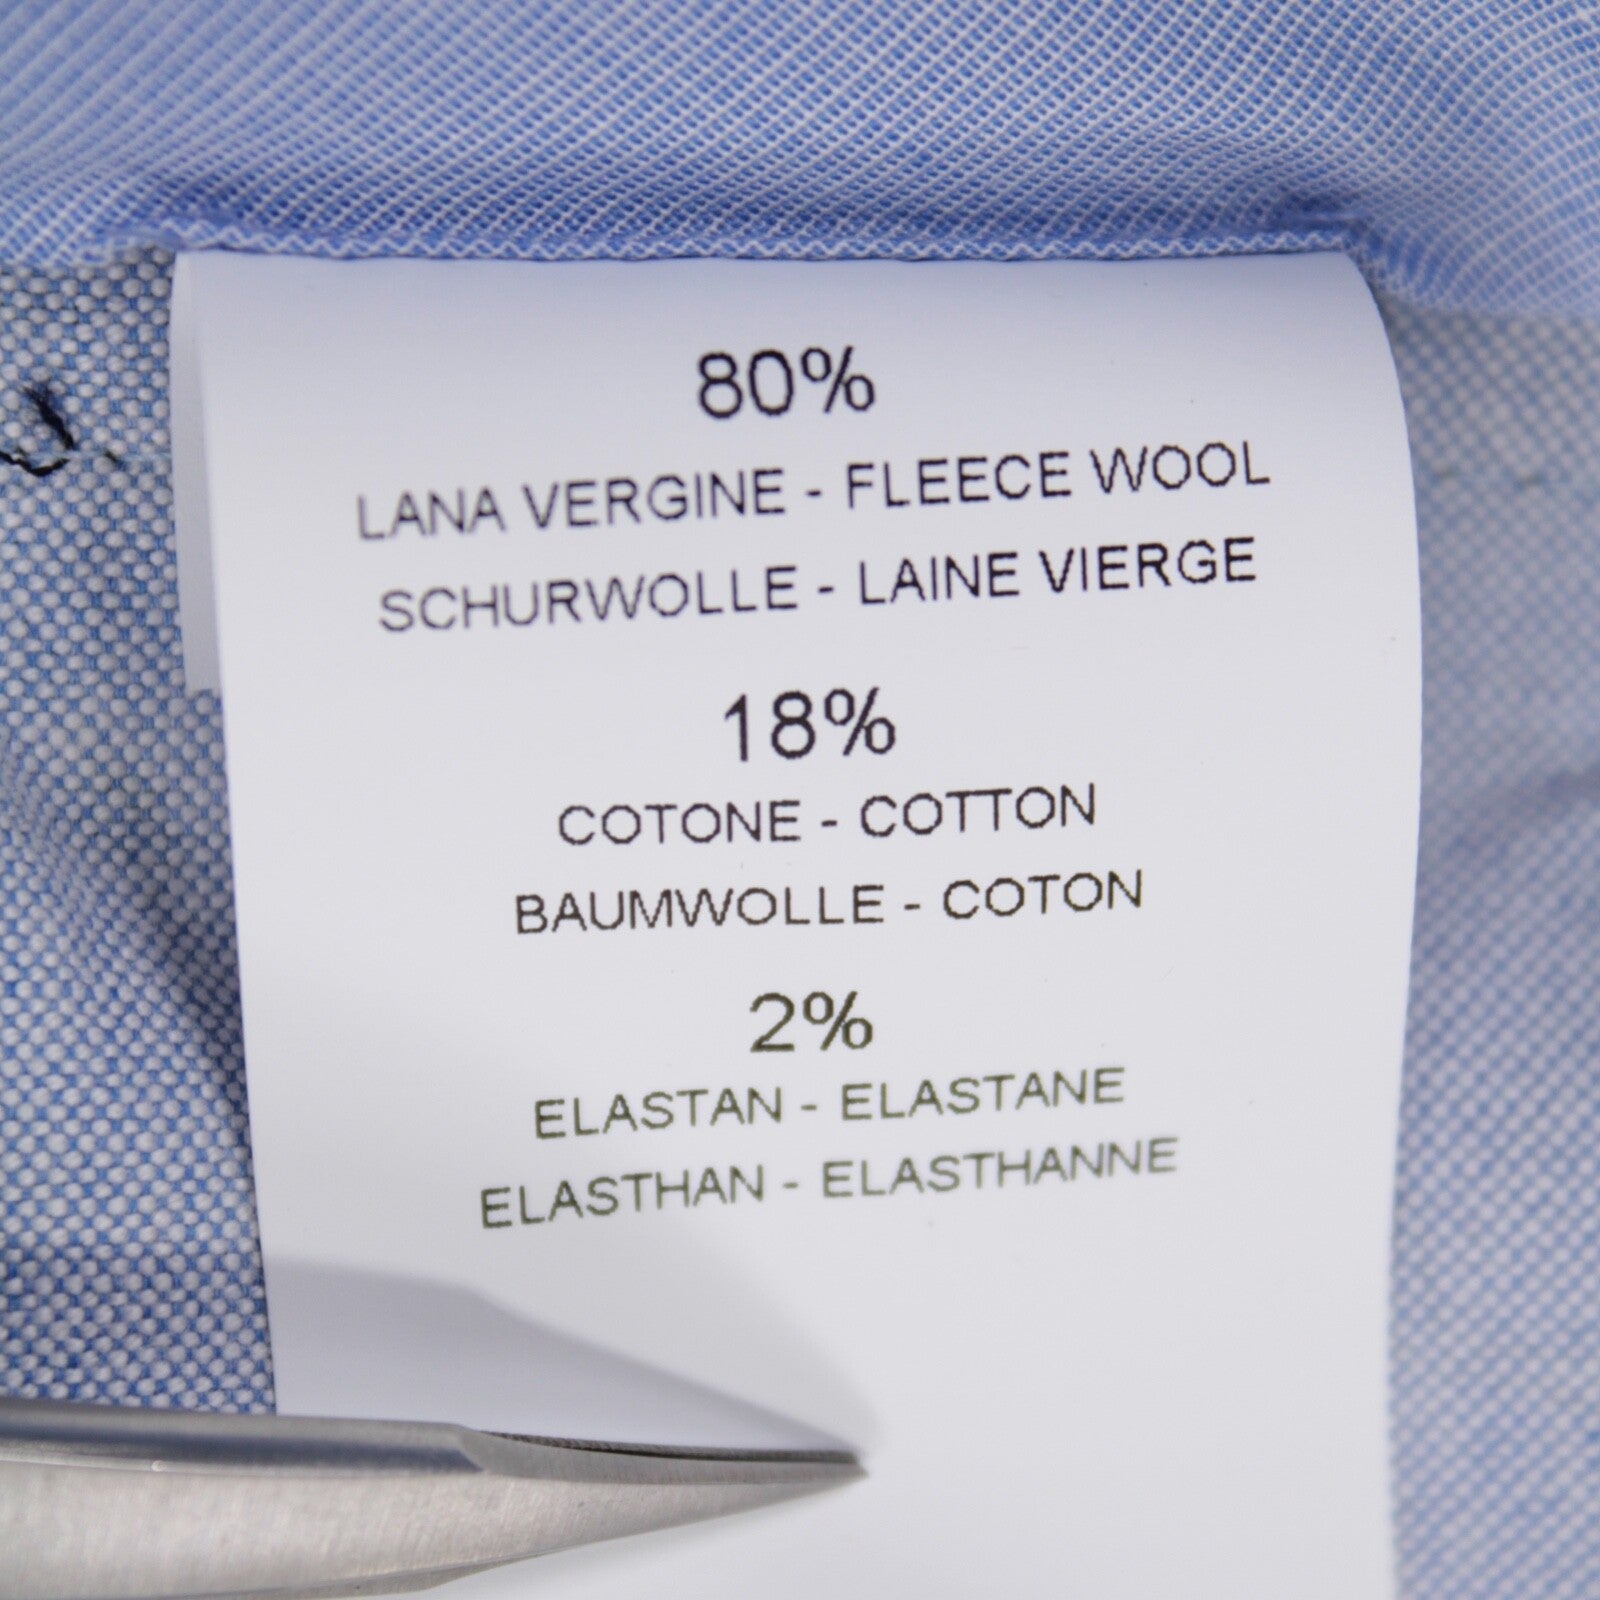 80%
LANA VERGINE - FLEECE WOOL
SCHURWOLLE - LAINE VIERGE
18%
COTONE - COTTON
BAUMWOLLE - COTON
2%
ELASTAN - ELASTANE
ELASTHAN - ELASTHANNE